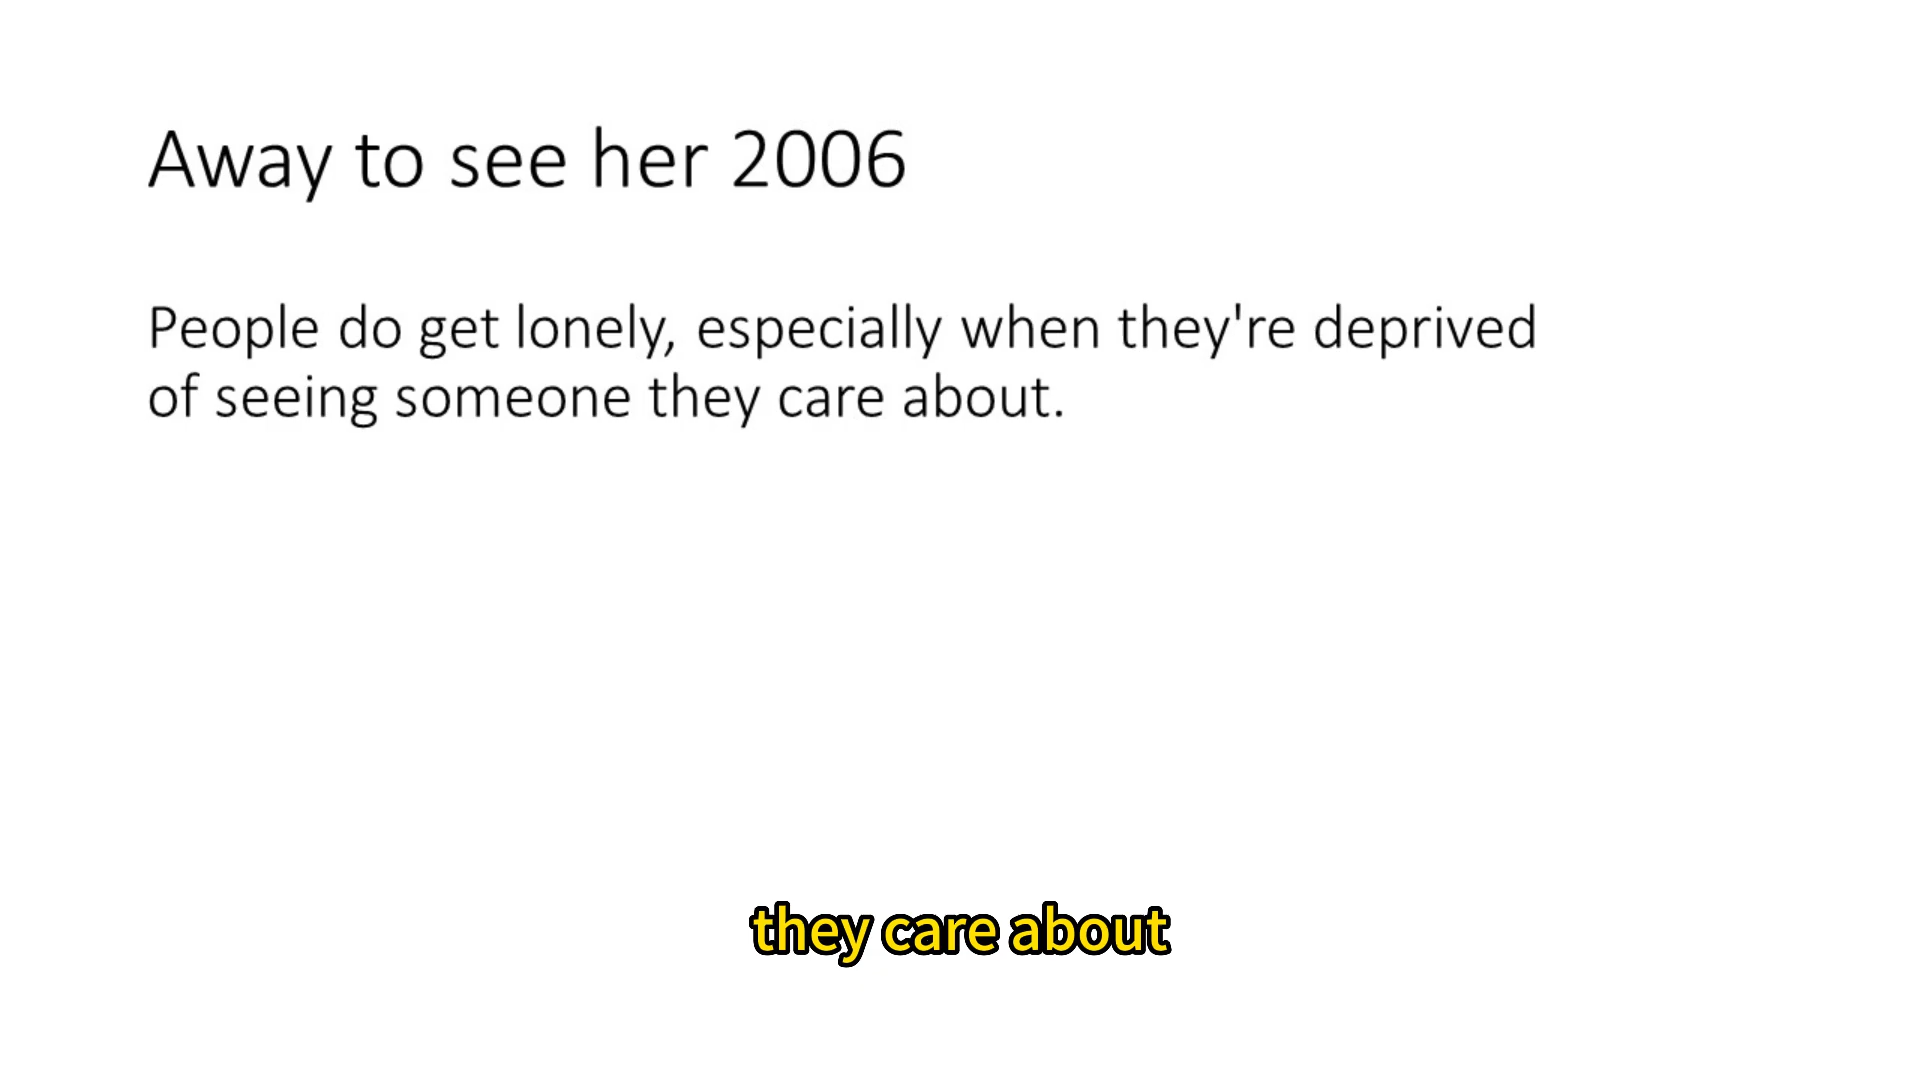 Away to see her 2006
People do get lonely, especially when they're deprived
of seeing someone they care about.
they care about